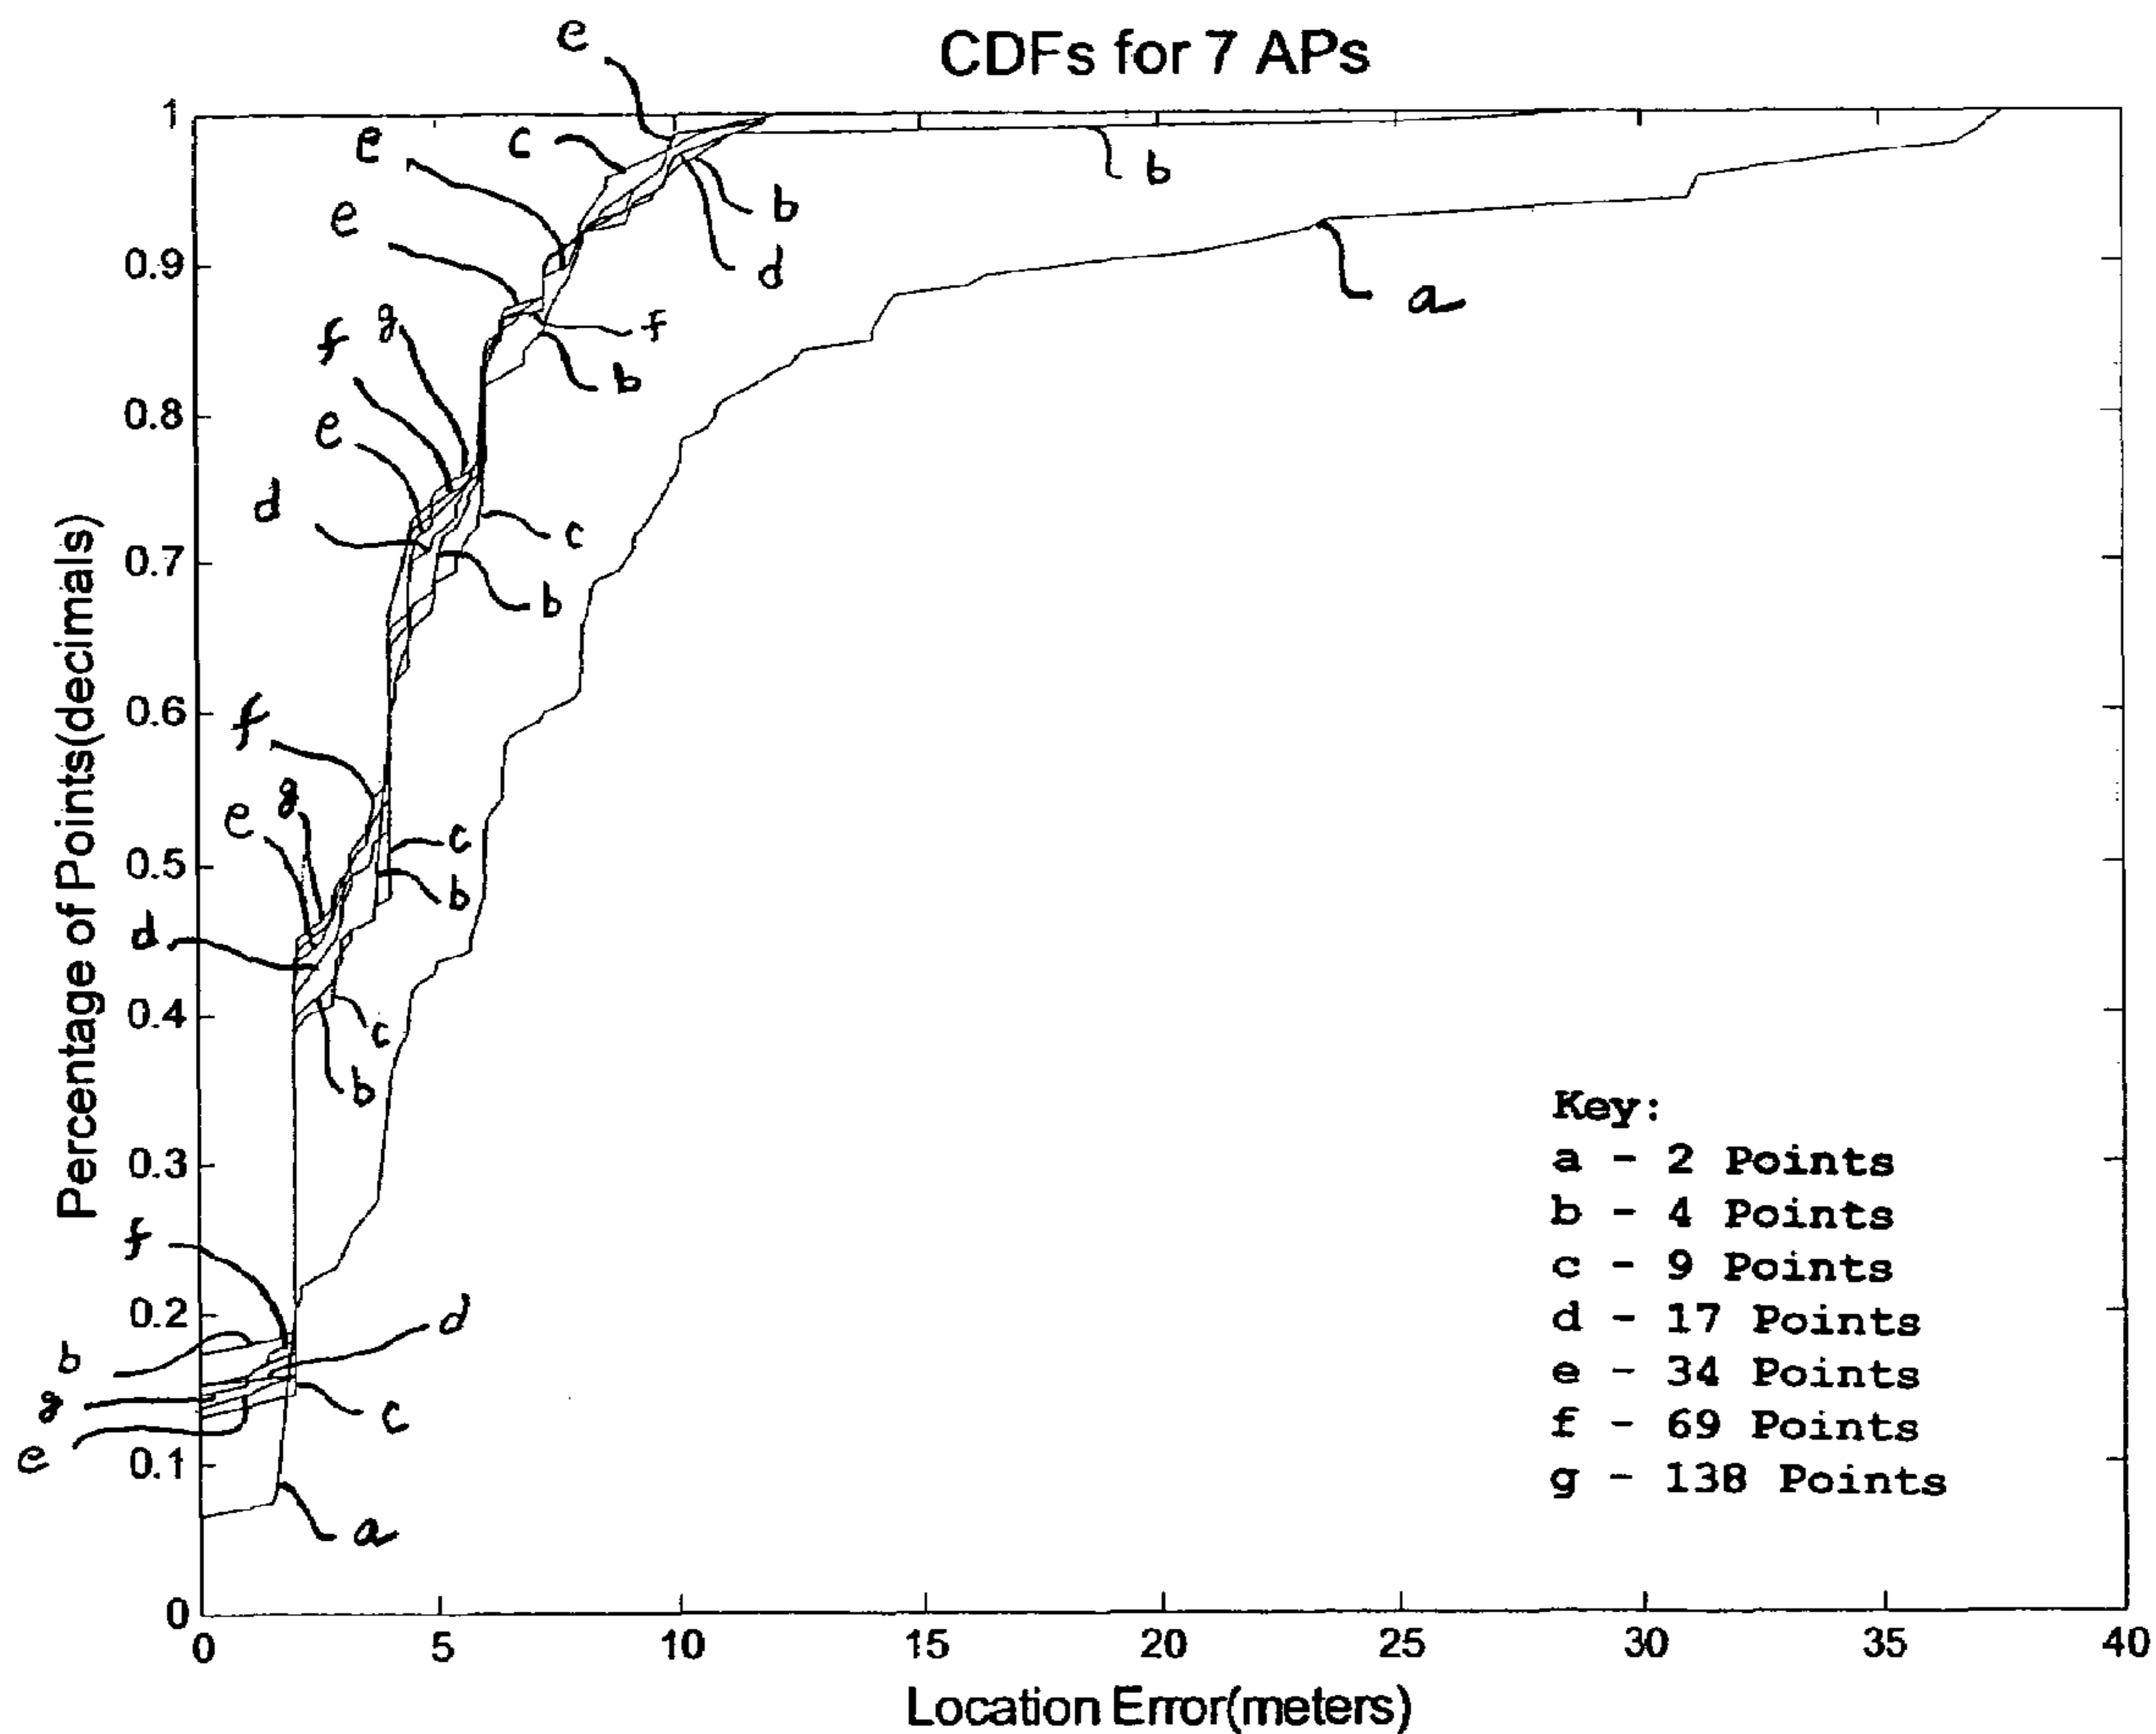 CDFs for 7 APs
e
e
c
b
e
b
d
a
f
g
f
b
e
d
c
b
f
g
e
c
b
d
c
b
f
d
b
g
c
e
a
1
0.9
0.8
0.7
0.6
0.5
0.4
0.3
0.2
0.1
0
Percentage of Points(decimals)
Key:
a - 2 Points
b - 4 Points
c - 9 Points
d - 17 Points
e - 34 Points
f - 69 Points
g - 138 Points
0 5 10 15 20 25 30 35 40
Location Error(meters)